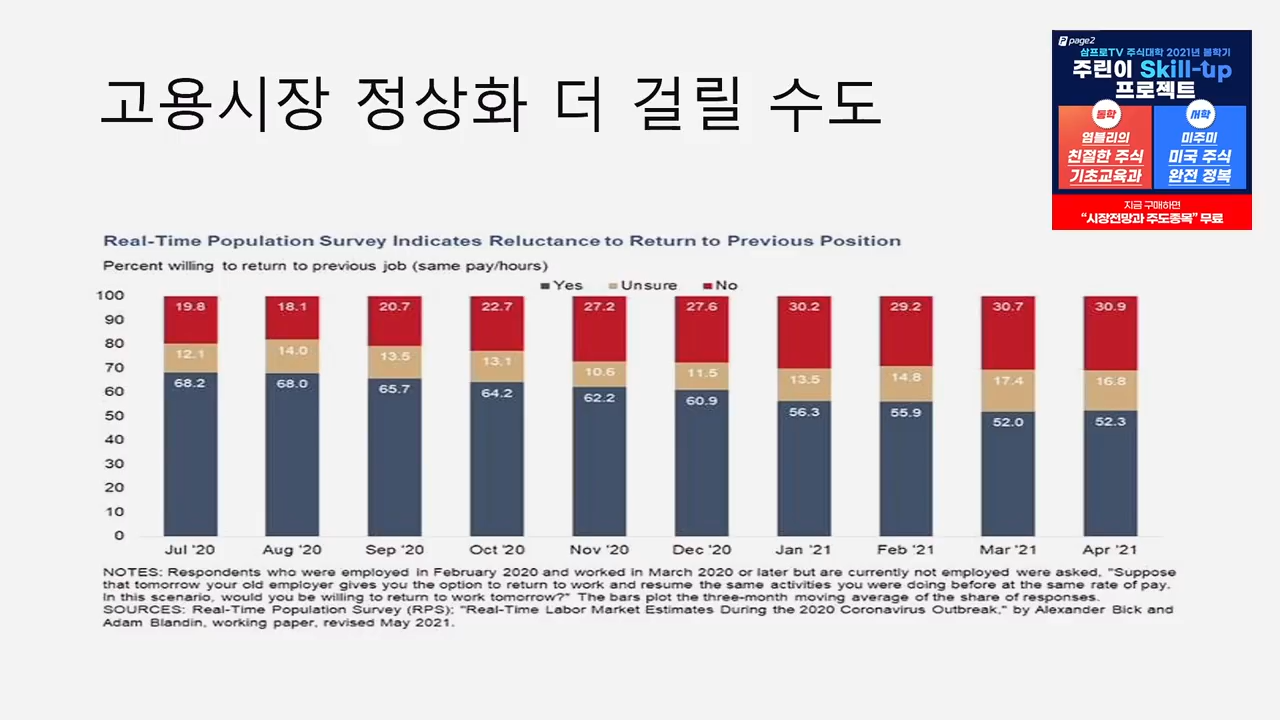 고용시장 정상화 더 걸릴 수도
page2
삼프로TV 주식대학 2021년 봄학기
주린이 Skill-up
프로젝트
동학
염블리의
친절한 주식
기초교육과
서학
미주미
미국 주식
완전 정복
지금 구매하면
“시장전망과 주도종목” 무료
Real-Time Population Survey Indicates Reluctance to Return to Previous Position
Percent willing to return to previous job (same pay/hours)
Yes Unsure No
100
90
80
70
60
50
40
30
20
10
0
19.8 18.1 20.7 22.7 27.2 27.6 30.2 29.2 30.7 30.9
12.1 14.0 13.5 13.1 10.6 11.5 13.5 14.8 17.4 16.8
68.2 68.0 65.7 64.2 62.2 60.9 56.3 55.9 52.0 52.3
Jul '20 Aug '20 Sep '20 Oct '20 Nov '20 Dec '20 Jan '21 Feb '21 Mar '21 Apr '21
NOTES: Respondents who were employed in February 2020 and worked in March 2020 or later but are currently not employed were asked, "Suppose
that tomorrow your old employer gives you the option to return to work and resume the same activities you were doing before at the same rate of pay.
In this scenario, would you be willing to return to work tomorrow?" The bars plot the three-month moving average of the share of responses.
SOURCES: Real-Time Population Survey (RPS); "Real-Time Labor Market Estimates During the 2020 Coronavirus Outbreak," by Alexander Bick and
Adam Blandin, working paper, revised May 2021.